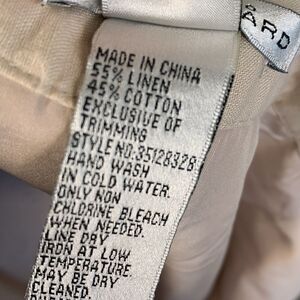 ARD
MADE IN CHINA
55% LINEN
45% COTTON
EXCLUSIVE OF
TRIMMING
STYLE NO.35128328
HAND WASH
IN COLD WATER.
ONLY NON
CHLORINE BLEACH
WHEN NEEDED.
LINE DRY
IRON AT LOW
TEMPERATURE.
MAY BE DRY
CLEANED.